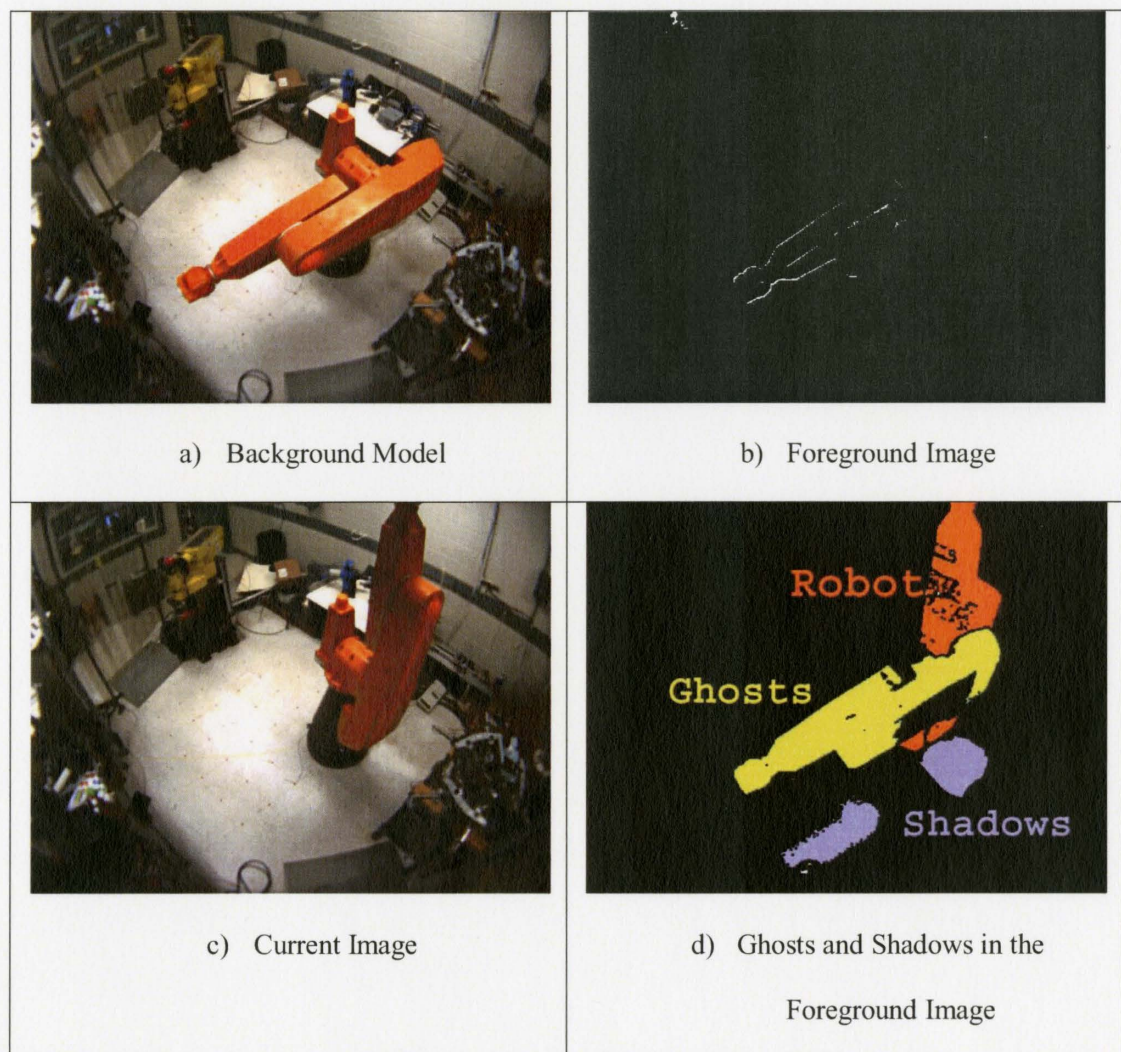 a) Background Model
b) Foreground Image
Robot
Ghosts
Shadows
c) Current Image
d) Ghosts and Shadows in the
Foreground Image